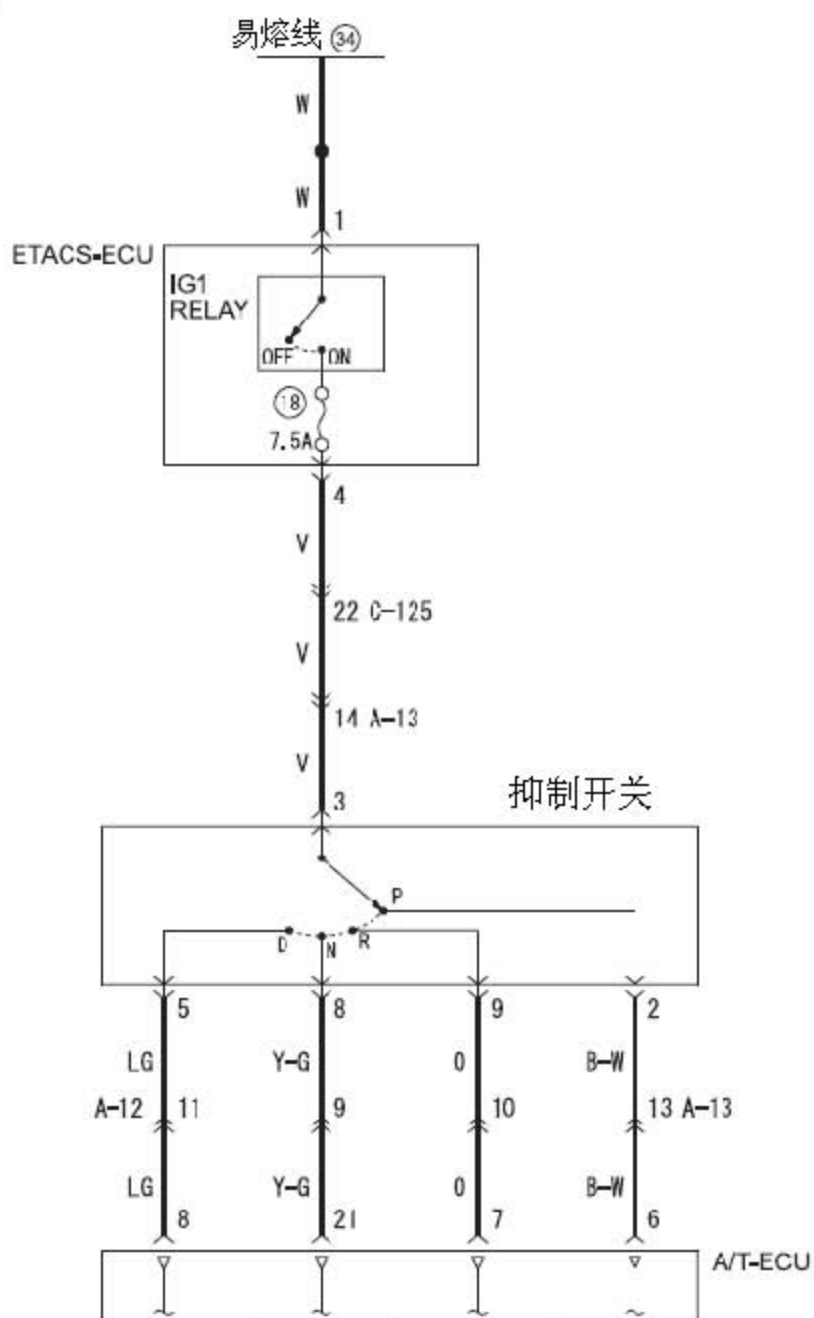 易熔线 34
W
W
1
ETACS-ECU
IG1
RELAY
OFF ON
18
7.5A
4
V
22 C-125
V
14 A-13
V
3
抑制开关
P
D N R
5 8 9 2
LG Y-G O B-W
A-12 11 9 10 13 A-13
LG Y-G O B-W
8 21 7 6
A/T-ECU